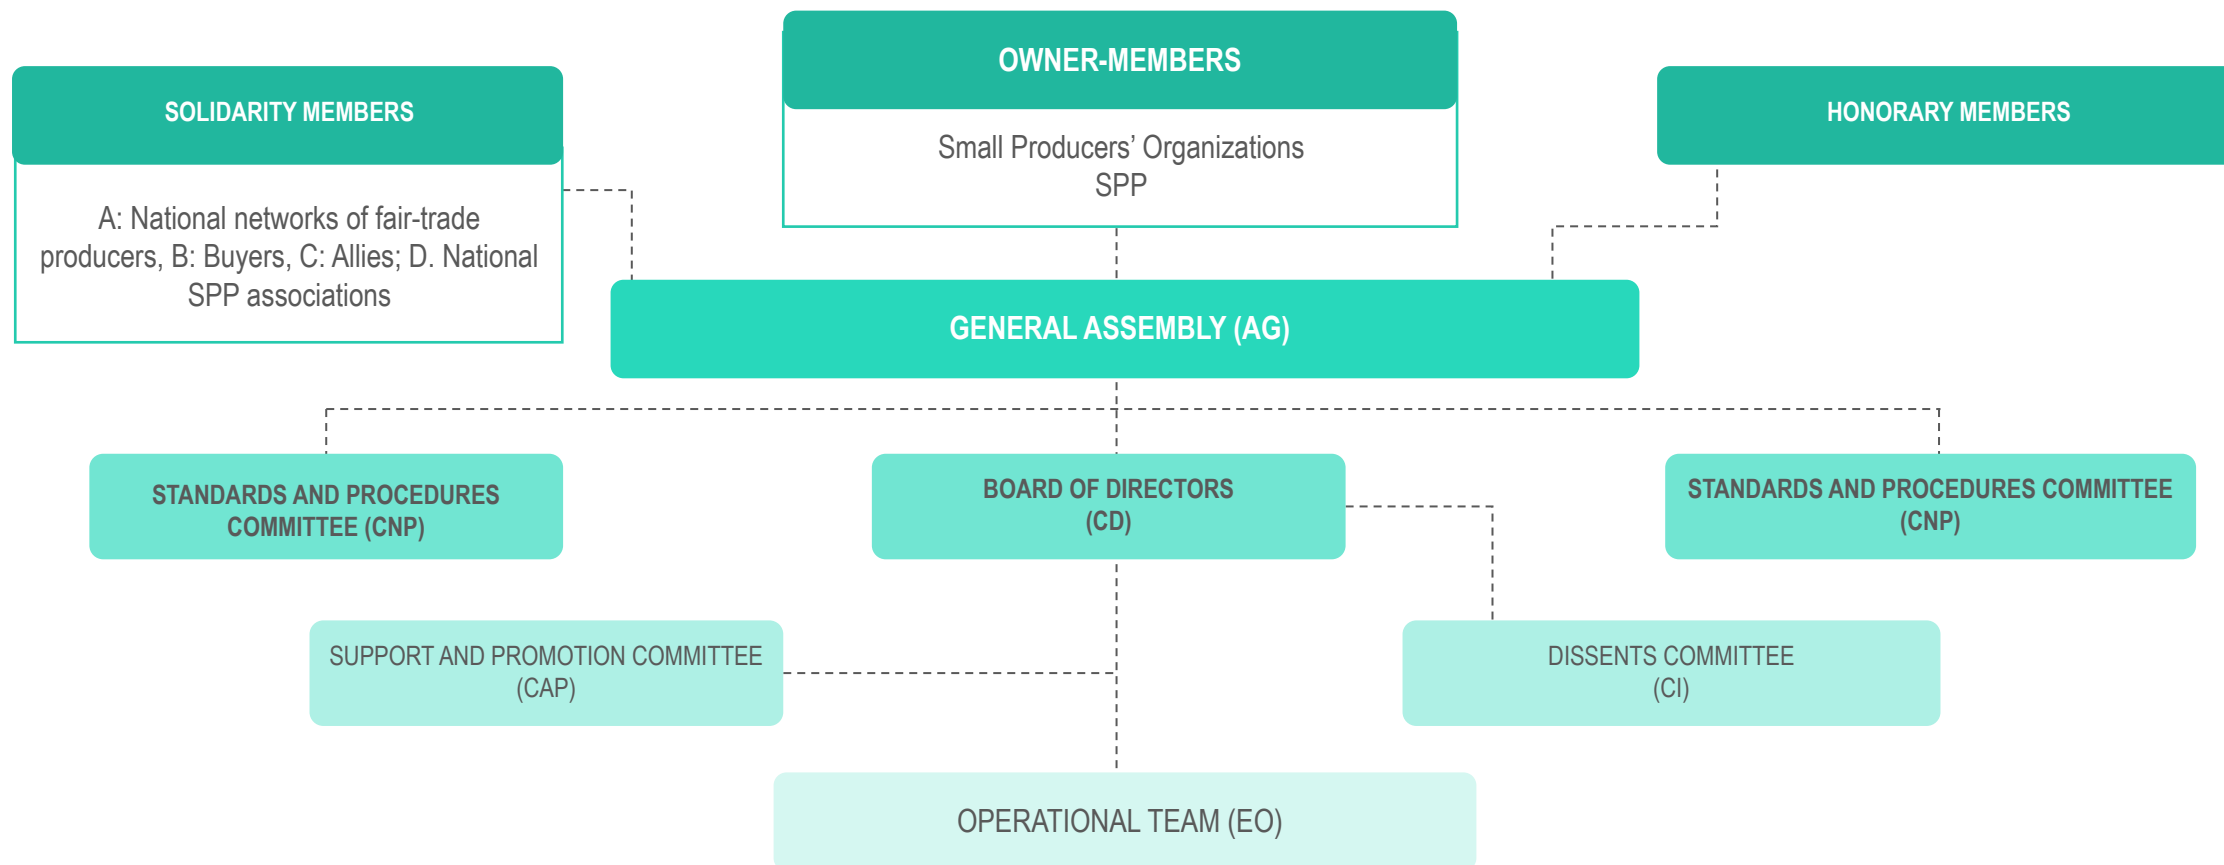 OWNER-MEMBERS
Small Producers’ Organizations
SPP
SOLIDARITY MEMBERS
A: National networks of fair-trade
producers, B: Buyers, C: Allies; D. National
SPP associations
HONORARY MEMBERS
GENERAL ASSEMBLY (AG)
STANDARDS AND PROCEDURES
COMMITTEE (CNP)
BOARD OF DIRECTORS
(CD)
STANDARDS AND PROCEDURES COMMITTEE
(CNP)
SUPPORT AND PROMOTION COMMITTEE
(CAP)
DISSENTS COMMITTEE
(CI)
OPERATIONAL TEAM (EO)